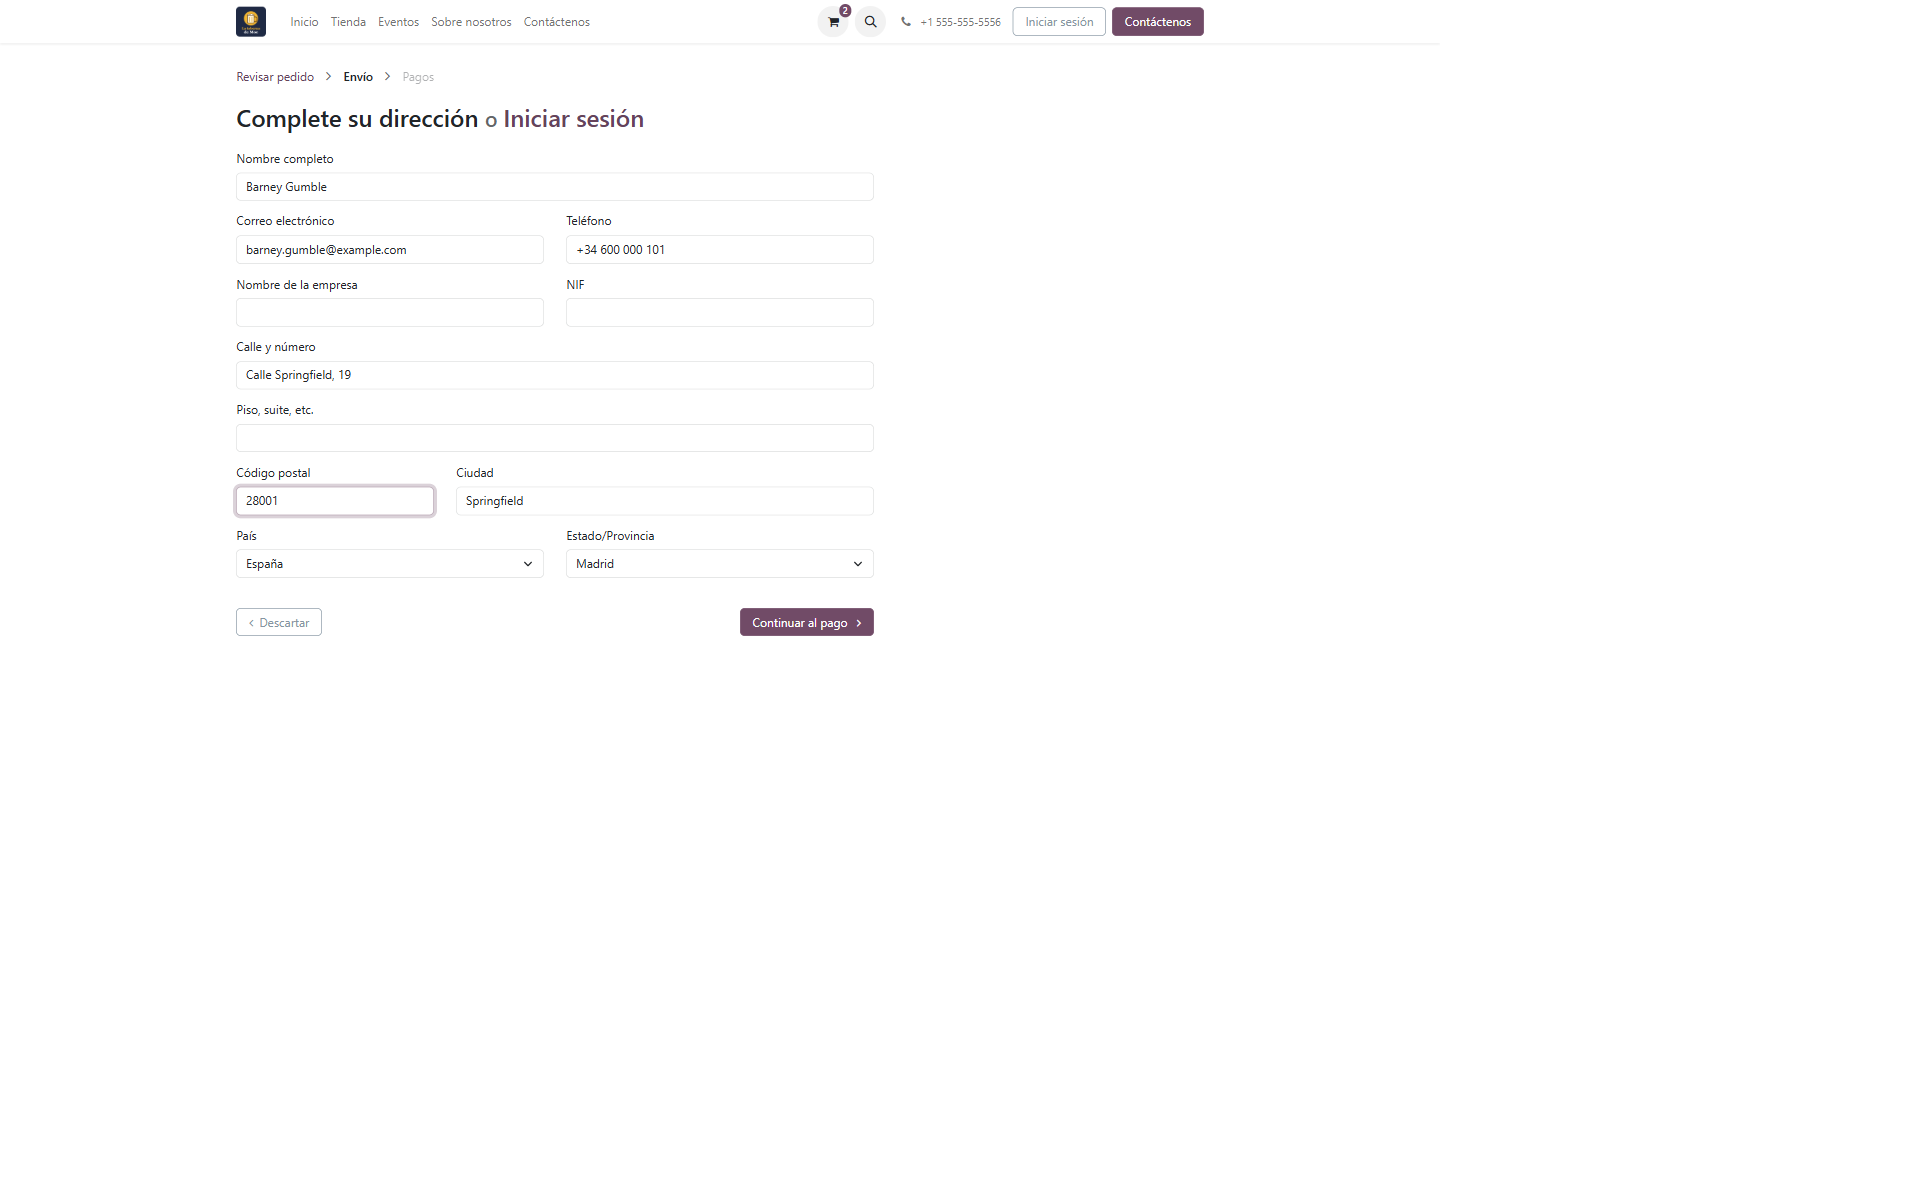 Inicio Tienda Eventos Sobre nosotros Contáctenos 2 +1 555-555-5556 Iniciar sesión Contáctenos
Revisar pedido > Envío > Pagos
Complete su dirección o Iniciar sesión
Nombre completo
Barney Gumble
Correo electrónico Teléfono
barney.gumble@example.com +34 600 000 101
Nombre de la empresa NIF
Calle y número
Calle Springfield, 19
Piso, suite, etc.
Código postal Ciudad
28001 Springfield
País Estado/Provincia
España Madrid
Descartar Continuar al pago